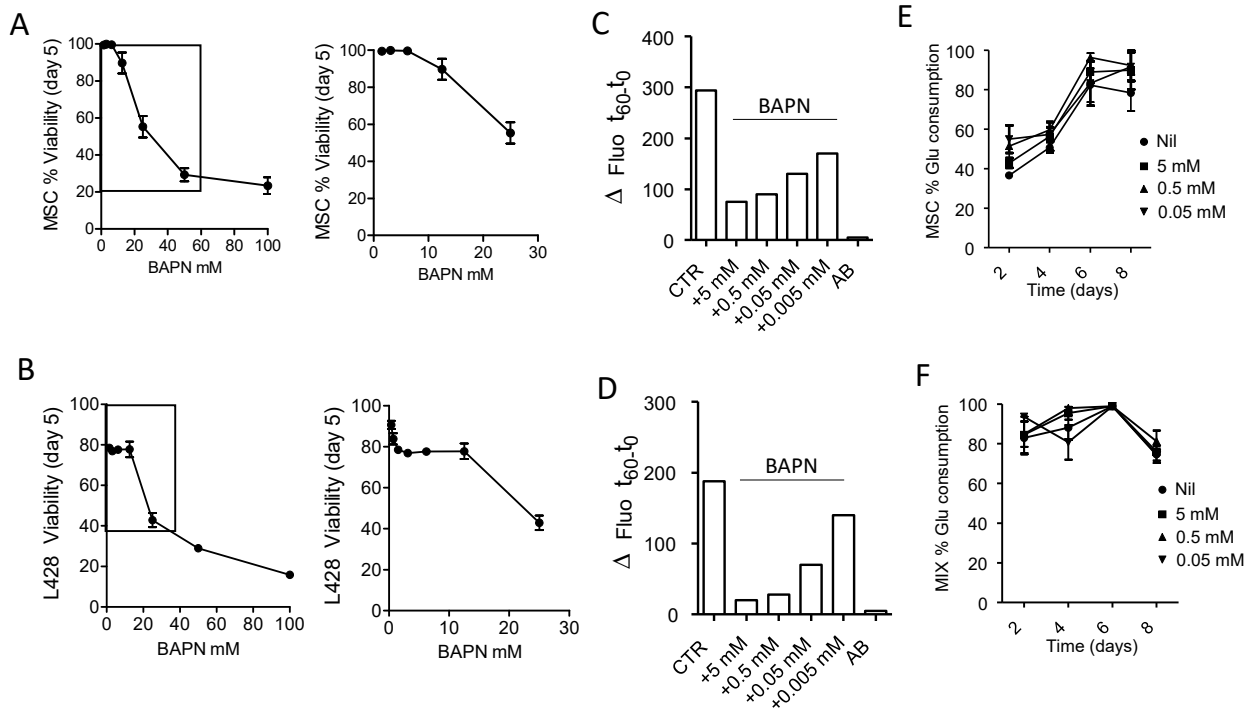 A
MSC % Viability (day 5)
100
80
60
40
20
0
0 20 40 60 80 100
BAPN mM
MSC % Viability (day 5)
100
80
60
40
20
0
0 10 20 30
BAPN mM
B
L428 Viability (day 5)
100
80
60
40
20
0
0 20 40 60 80 100
BAPN mM
L428 Viability (day 5)
100
80
60
40
20
0
0 10 20 30
BAPN mM
C
Δ Fluo t60-t0
400
300
200
100
0
BAPN
CTR
+5 mM
+0.5 mM
+0.05 mM
+0.005 mM
AB
D
Δ Fluo t60-t0
300
200
100
0
BAPN
CTR
+5 mM
+0.5 mM
+0.05 mM
+0.005 mM
AB
E
MSC % Glu consumption
100
80
60
40
20
0
2 4 6 8
Time (days)
Nil
5 mM
0.5 mM
0.05 mM
F
MIX % Glu consumption
100
80
60
40
20
0
2 4 6 8
Time (days)
Nil
5 mM
0.5 mM
0.05 mM